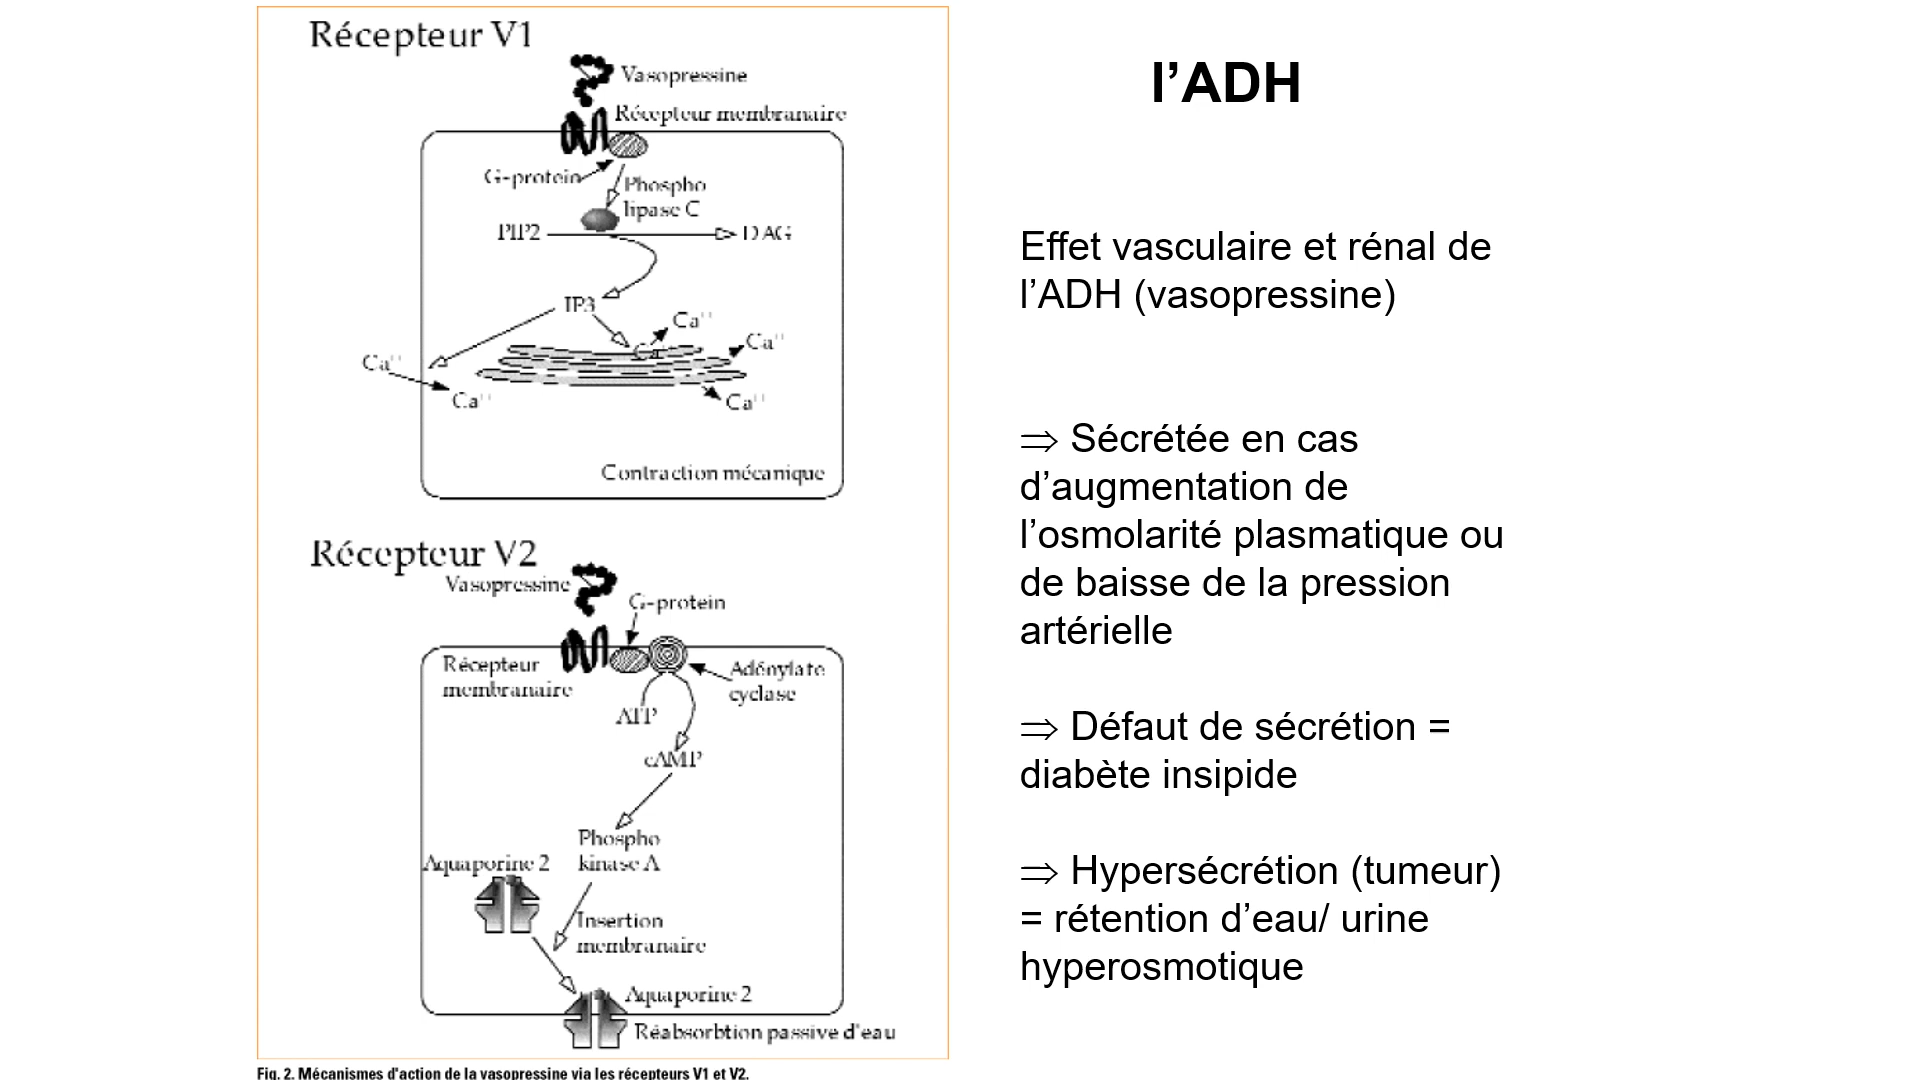 Récepteur V1
Vasopressine
Récepteur membranaire
G-protein
Phospho
lipase C
PIP2
DAG
IP3
Ca++
Ca++
Ca++
Ca++
Ca++
Contraction mécanique
Récepteur V2
Vasopressine
G-protein
Récepteur
membranaire
Adénylate
cyclase
ATP
cAMP
Phospho
kinase A
Aquaporine 2
Insertion
membranaire
Aquaporine 2
Réabsorbtion passive d'eau
Fig. 2. Mécanismes d'action de la vasopressine via les récepteurs V1 et V2.
l’ADH
Effet vasculaire et rénal de
l’ADH (vasopressine)
⇒ Sécrétée en cas
d’augmentation de
l’osmolarité plasmatique ou
de baisse de la pression
artérielle
⇒ Défaut de sécrétion =
diabète insipide
⇒ Hypersécrétion (tumeur)
= rétention d’eau/ urine
hyperosmotique